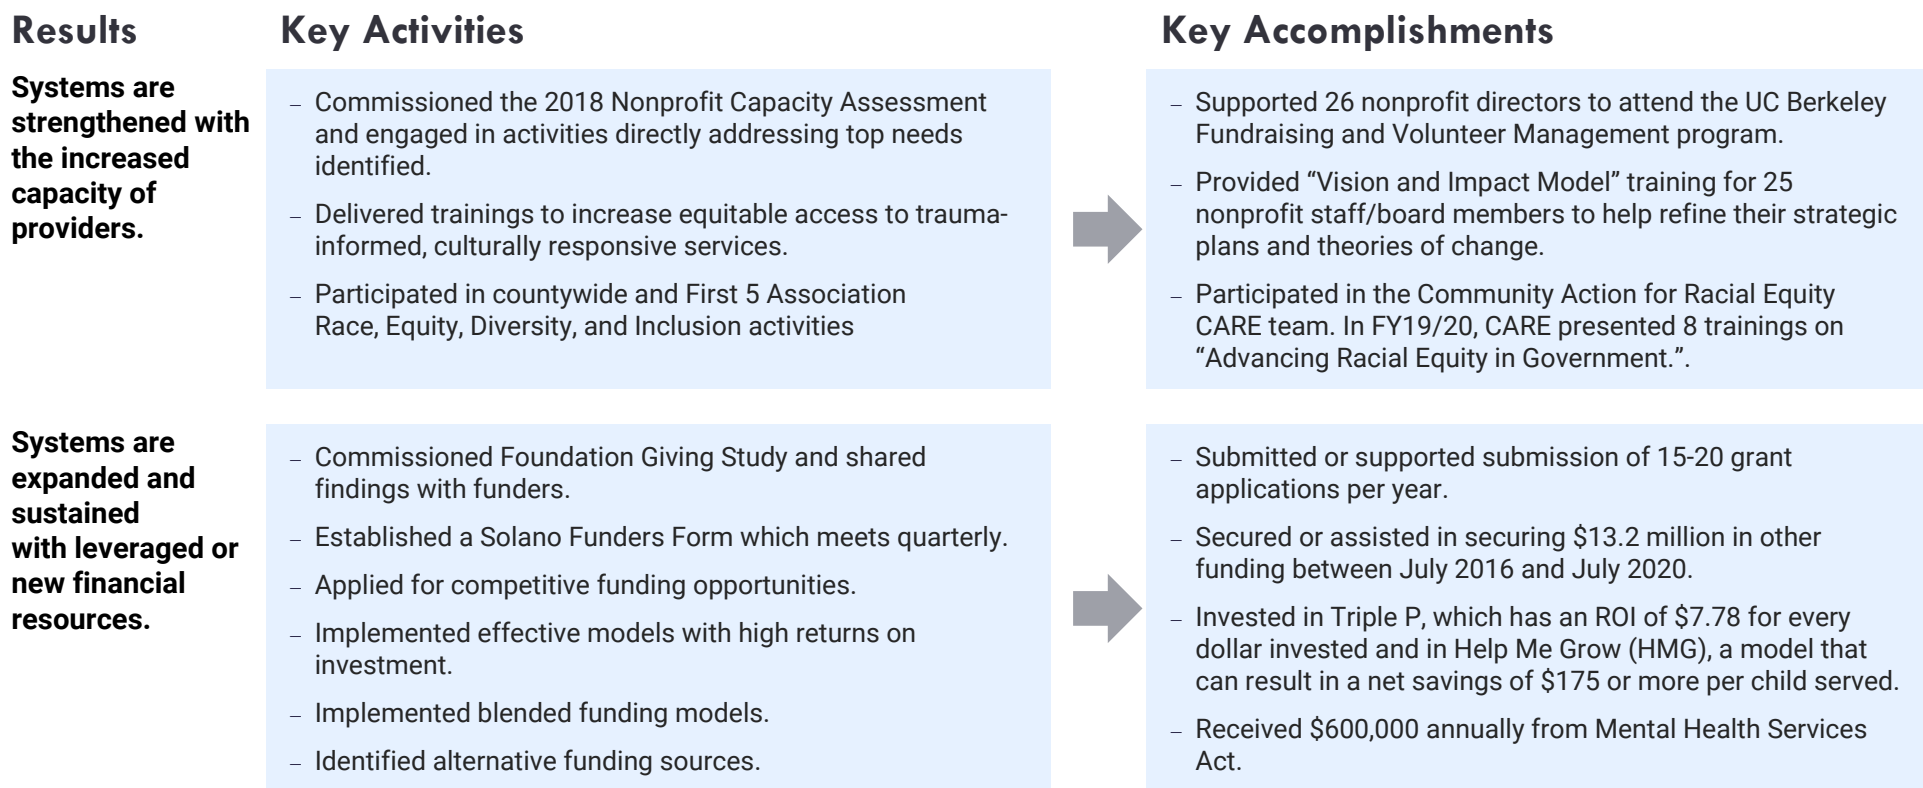 Results
Key Activities
Key Accomplishments
Systems are
strengthened with
the increased
capacity of
providers.
– Commissioned the 2018 Nonprofit Capacity Assessment
and engaged in activities directly addressing top needs
identified.
– Delivered trainings to increase equitable access to trauma-
informed, culturally responsive services.
– Participated in countywide and First 5 Association
Race, Equity, Diversity, and Inclusion activities
– Supported 26 nonprofit directors to attend the UC Berkeley
Fundraising and Volunteer Management program.
– Provided “Vision and Impact Model” training for 25
nonprofit staff/board members to help refine their strategic
plans and theories of change.
– Participated in the Community Action for Racial Equity
CARE team. In FY19/20, CARE presented 8 trainings on
“Advancing Racial Equity in Government.”.
Systems are
expanded and
sustained
with leveraged or
new financial
resources.
– Commissioned Foundation Giving Study and shared
findings with funders.
– Established a Solano Funders Form which meets quarterly.
– Applied for competitive funding opportunities.
– Implemented effective models with high returns on
investment.
– Implemented blended funding models.
– Identified alternative funding sources.
– Submitted or supported submission of 15-20 grant
applications per year.
– Secured or assisted in securing $13.2 million in other
funding between July 2016 and July 2020.
– Invested in Triple P, which has an ROI of $7.78 for every
dollar invested and in Help Me Grow (HMG), a model that
can result in a net savings of $175 or more per child served.
– Received $600,000 annually from Mental Health Services
Act.